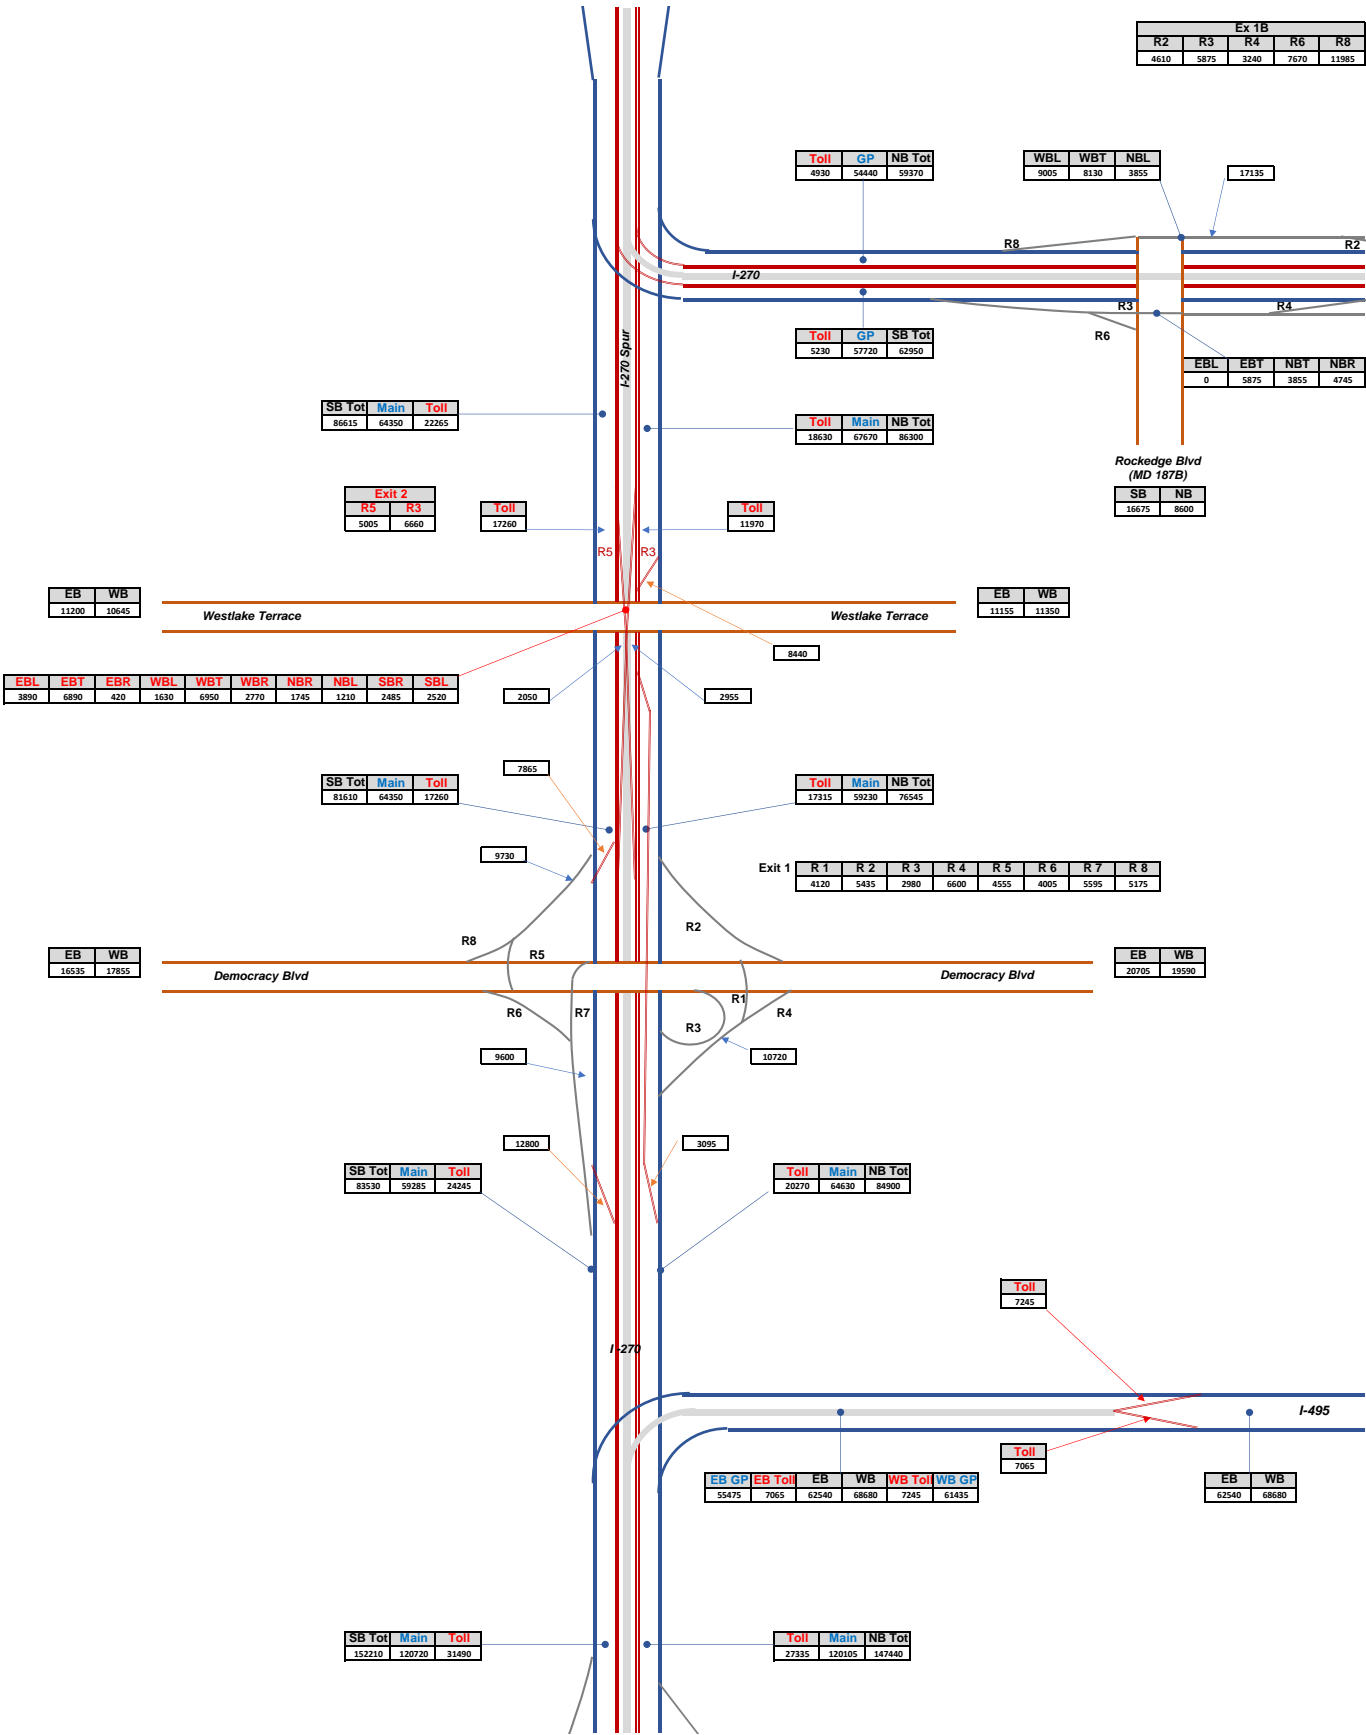 Ex 1B
R2 R3 R4 R6 R8
4610 5875 3240 7670 11985
Toll GP NB Tot
4930 54440 59370
WBL WBT NBL
9005 8130 3855
17135
R8
R2
I-270
R3
R4
R6
Toll GP SB Tot
5230 57720 62950
I-270 Spur
EBL EBT NBT NBR
0 5875 3855 4745
SB Tot Main Toll
86615 64350 22265
Toll Main NB Tot
18630 67670 86300
Rockedge Blvd
(MD 187B)
SB NB
16675 8600
Exit 2
R5 R3
5005 6660
Toll
17260
Toll
11970
R5
R3
EB WB
11200 10645
Westlake Terrace
Westlake Terrace
EB WB
11155 11350
8440
EBL EBT EBR WBL WBT WBR NBR NBL SBR SBL
3890 6890 420 1630 6950 2770 1745 1210 2485 2520
2050
2955
7865
SB Tot Main Toll
81610 64350 17260
Toll Main NB Tot
17315 59230 76545
9730
Exit 1 R 1 R 2 R 3 R 4 R 5 R 6 R 7 R 8
4120 5435 2980 6600 4555 4005 5595 5175
R2
R8
R5
EB WB
16535 17855
Democracy Blvd
Democracy Blvd
EB WB
20705 19590
R6
R7
R1
R3
R4
9600
10720
12800
3095
SB Tot Main Toll
83530 59285 24245
Toll Main NB Tot
20270 64630 84900
Toll
7245
I -270
I-495
Toll
7065
EB GP EB Toll EB WB WB Toll WB GP
55475 7065 62540 68680 7245 61435
EB WB
62540 68680
SB Tot Main Toll
152210 120720 31490
Toll Main NB Tot
27335 120105 147440